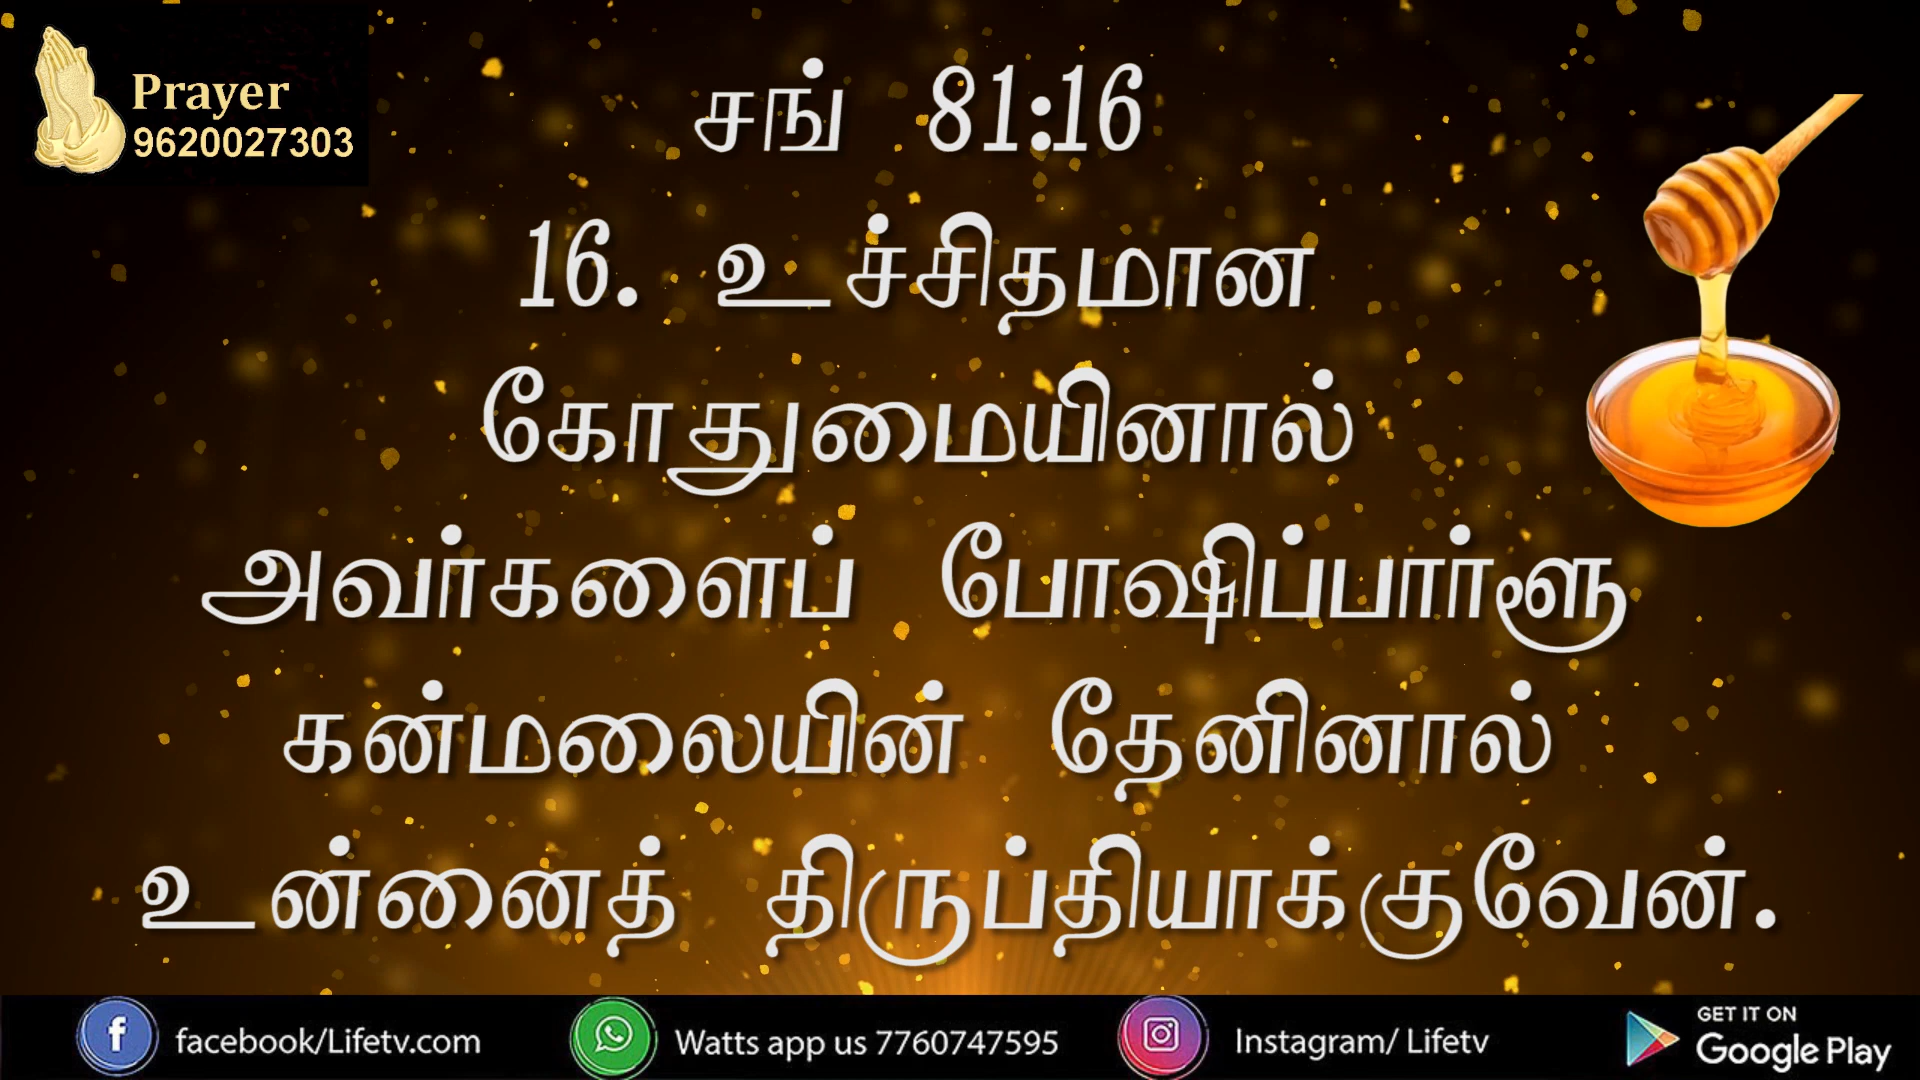 Prayer
9620027303
சங் 81:16
16. உச்சிதமான
கோதுமையினால்
அவர்களைப் போஷிப்பார்ளூ
கன்மலையின் தேனினால்
உன்னைத் திருப்தியாக்குவேன்.
facebook/Lifetv.com
Watts app us 7760747595
Instagram/ Lifetv
GET IT ON
Google Play